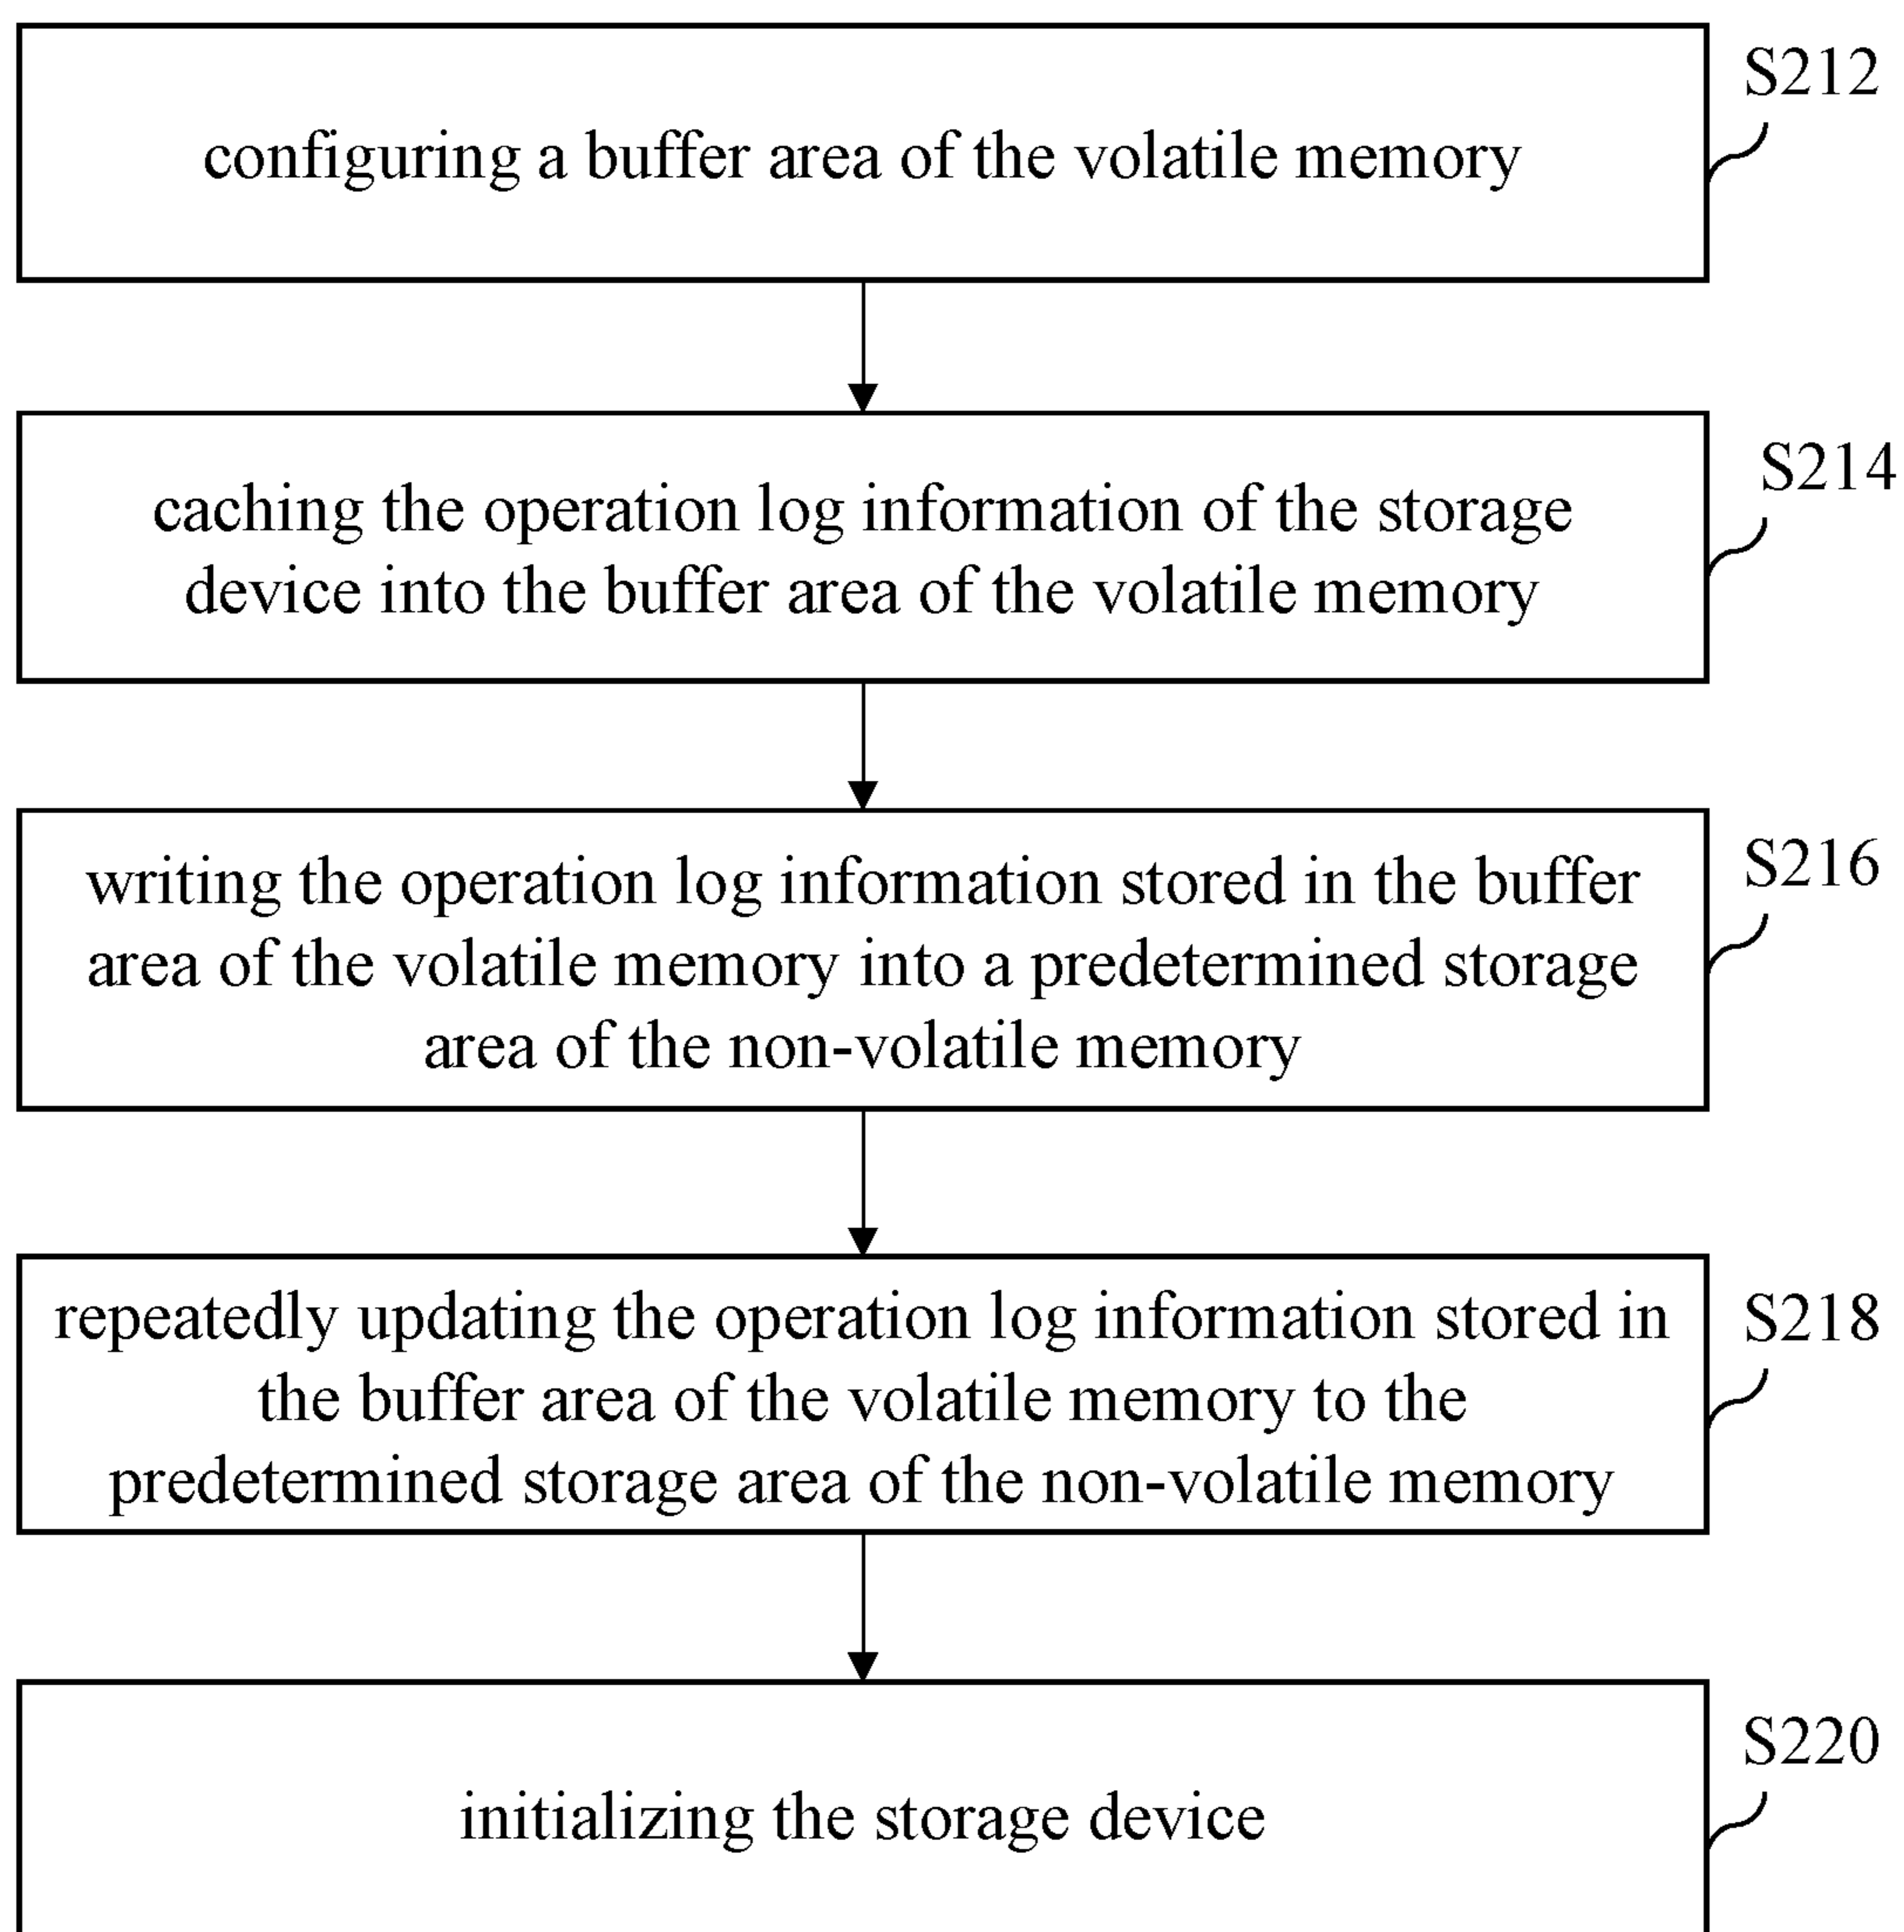 S212
configuring a buffer area of the volatile memory
S214
caching the operation log information of the storage
device into the buffer area of the volatile memory
S216
writing the operation log information stored in the buffer
area of the volatile memory into a predetermined storage
area of the non-volatile memory
S218
repeatedly updating the operation log information stored in
the buffer area of the volatile memory to the
predetermined storage area of the non-volatile memory
S220
initializing the storage device